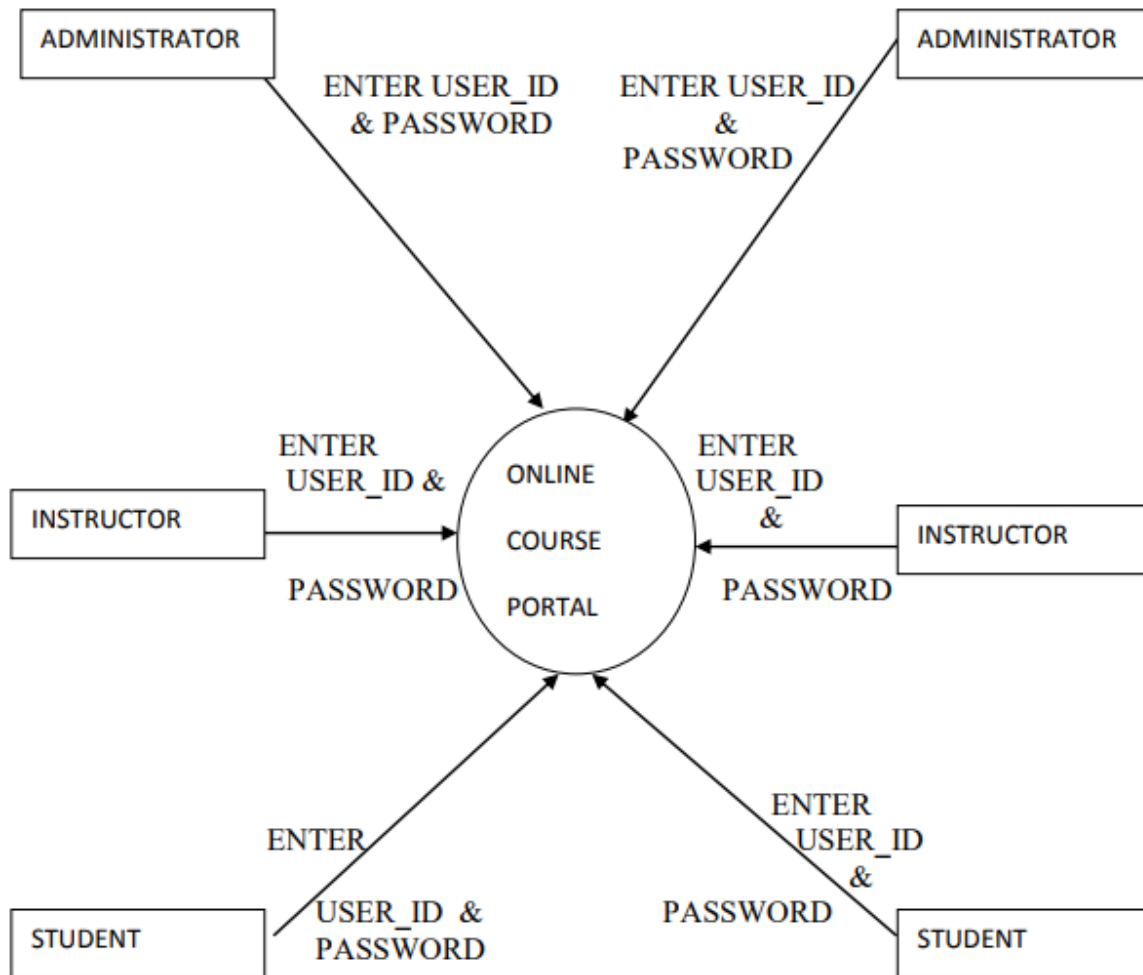 ADMINISTRATOR
ADMINISTRATOR
ENTER USER_ID
& PASSWORD
ENTER USER_ID
&
PASSWORD
ENTER
USER_ID &
PASSWORD
INSTRUCTOR
ONLINE
COURSE
PORTAL
ENTER
USER_ID
&
PASSWORD
INSTRUCTOR
ENTER
USER_ID &
PASSWORD
STUDENT
ENTER
USER_ID
&
PASSWORD
STUDENT